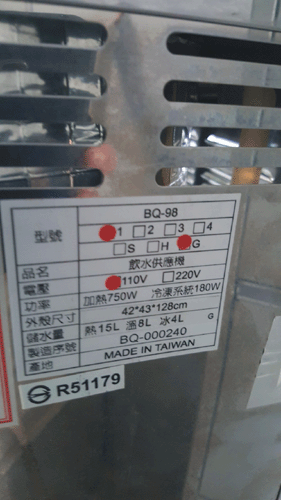 型號 BQ-98
1 □2 □3 □4
□S □H G
品名 飲水供應機
電壓 110V □220V
功率 加熱750W 冷凍系統180W
外殼尺寸 42*43*128cm
儲水量 熱15L 溫8L 冰4L G
製造序號 BQ-000240
產地 MADE IN TAIWAN
R51179